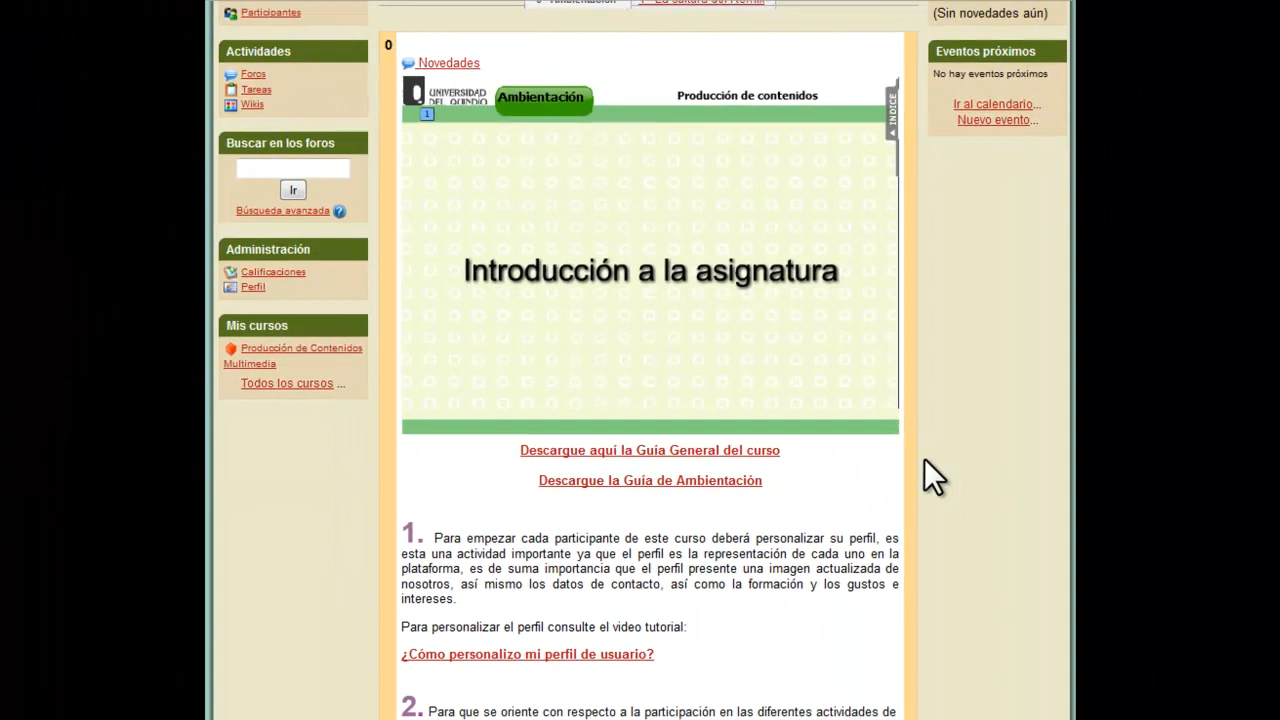 Participantes
Actividades
Foros
Tareas
Wikis
Buscar en los foros
Ir
Búsqueda avanzada
Administración
Calificaciones
Perfil
Mis cursos
Producción de Contenidos
Multimedia
Todos los cursos ...
0
Novedades
UNIVERSIDAD
DEL QUINDÍO
Ambientación
Producción de contenidos
1
INDICE
Introducción a la asignatura
Descargue aquí la Guía General del curso
Descargue la Guía de Ambientación
1. Para empezar cada participante de este curso deberá personalizar su perfil, es
esta una actividad importante ya que el perfil es la representación de cada uno en la
plataforma, es de suma importancia que el perfil presente una imagen actualizada de
nosotros, así mismo los datos de contacto, así como la formación y los gustos e
intereses.
Para personalizar el perfil consulte el video tutorial:
¿Cómo personalizo mi perfil de usuario?
2. Para que se oriente con respecto a la participación en las diferentes actividades de
(Sin novedades aún)
Eventos próximos
No hay eventos próximos
Ir al calendario...
Nuevo evento...